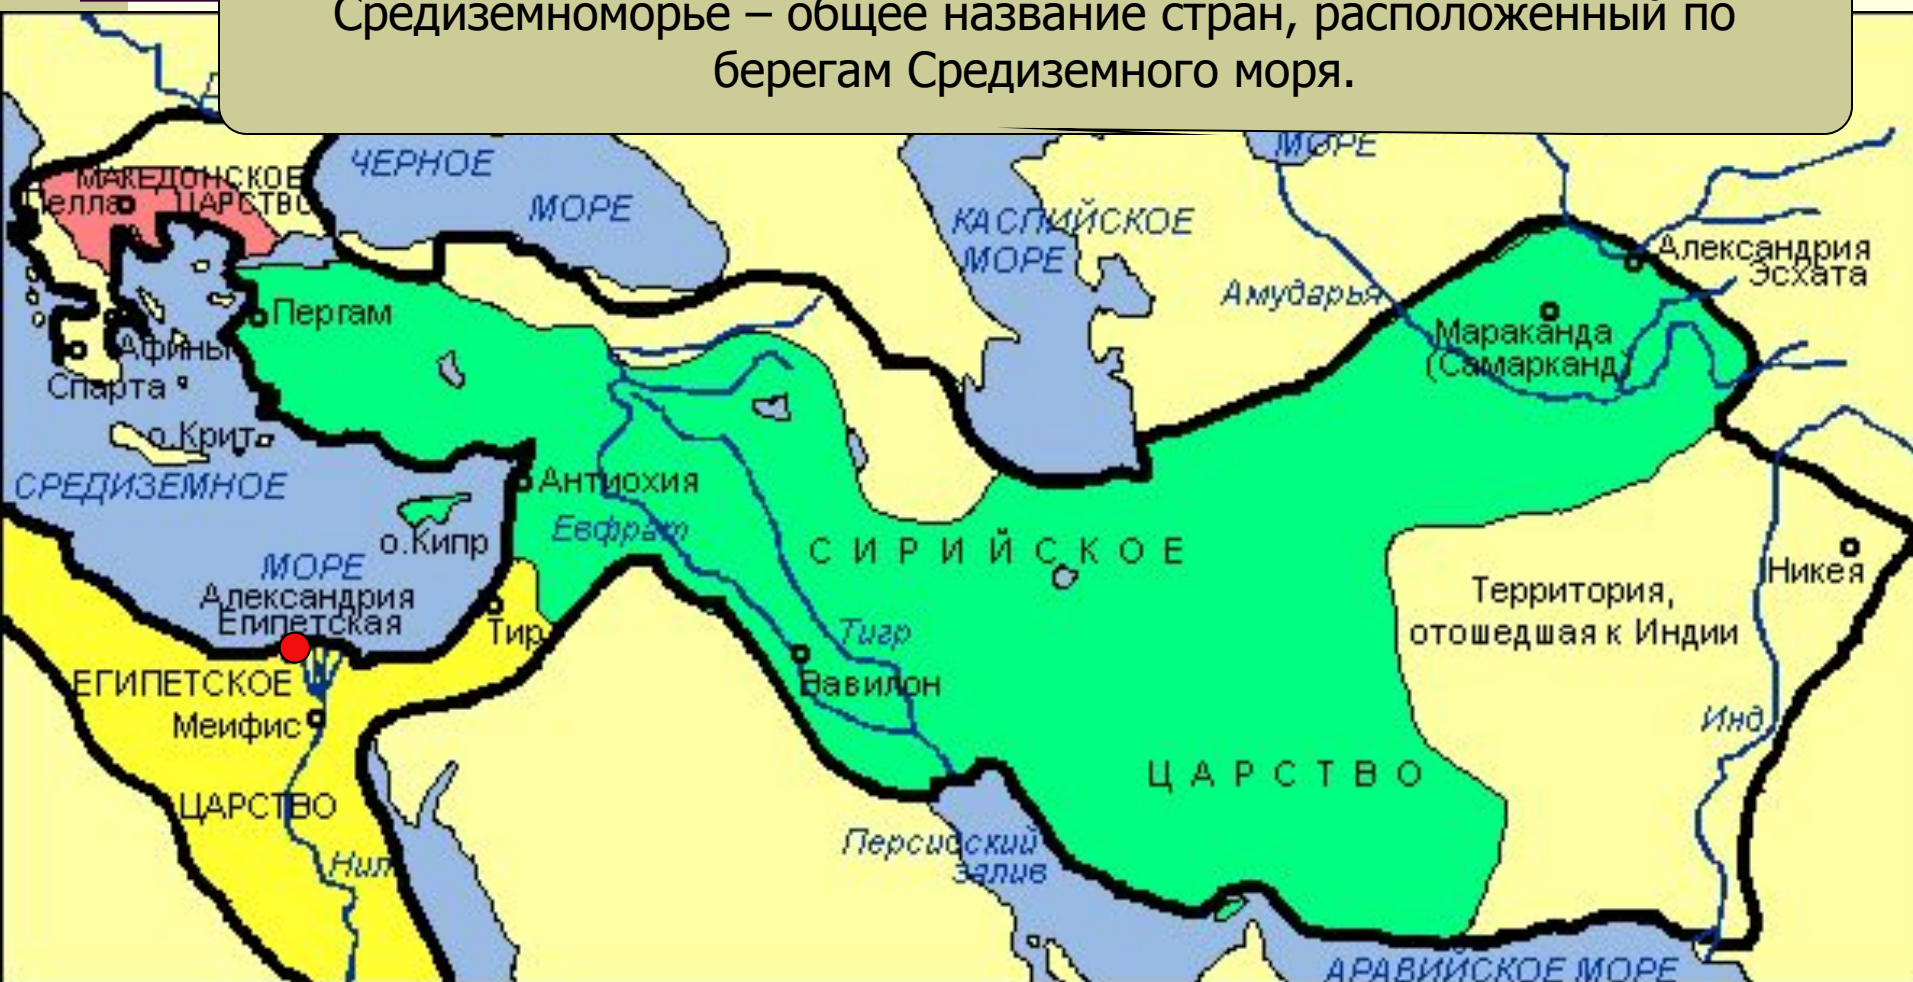 Средиземноморье – общее название стран, расположенный по
берегам Средиземного моря.
ЧЕРНОЕ
МОРЕ
МОРЕ
МАКЕДОНСКОЕ
ЦАРСТВО
Пелла
КАСПИЙСКОЕ
МОРЕ
Александрия
Эсхата
Амударья
Мараканда
(Самарканд)
Пергам
Афины
Спарта
о.Крит
СРЕДИЗЕМНОЕ
МОРЕ
Антиохия
Евфрат
о.Кипр
СИРИЙСКОЕ
ЦАРСТВО
Территория,
отошедшая к Индии
Никея
Александрия
Египетская
Тир
Тигр
Вавилон
ЕГИПЕТСКОЕ
Меифис
ЦАРСТВО
Нил
Инд
Персидский
залив
АРАВИЙСКОЕ МОРЕ